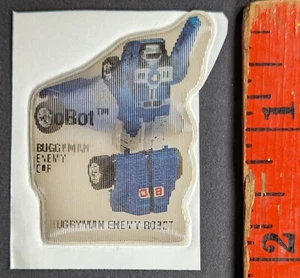 GoBot™
BUGGYMAN
ENEMY
CAR
BUGGYMAN ENEMY ROBOT
1
2